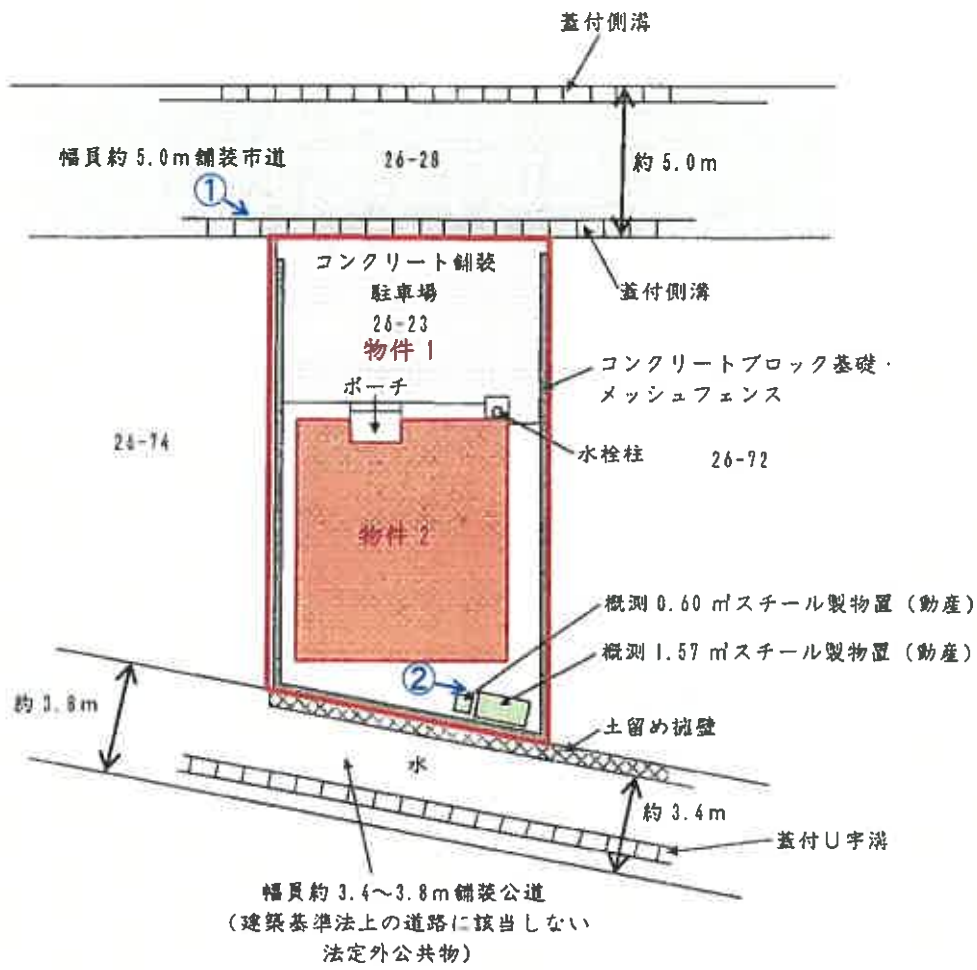 蓋付側溝
幅員約5.0m舗装市道
26-28
約5.0m
①
コンクリート舗装
駐車場
26-23
物件1
蓋付側溝
コンクリートブロック基礎・
メッシュフェンス
ポーチ
26-74
水栓柱
26-72
物件2
概測0.60㎡スチール製物置(動産)
概測1.57㎡スチール製物置(動産)
②
約3.8m
土留め擁壁
水
約3.4m
蓋付U字溝
幅員約3.4～3.8m舗装公道
(建築基準法上の道路に該当しない
法定外公共物)